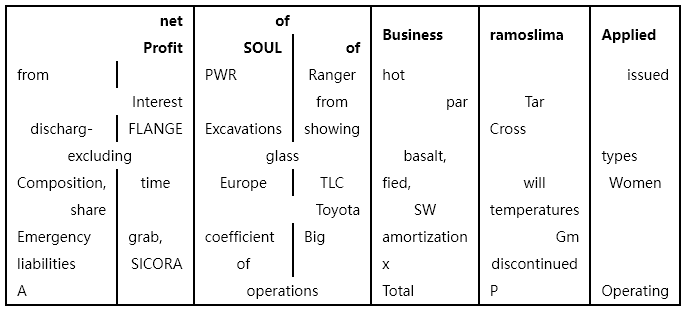 net of
Profit SOUL of Business ramoslima Applied
from PWR Ranger hot issued
Interest from par Tar
discharg- FLANGE Excavations showing Cross
excluding glass basalt, types
Composition, time Europe TLC fied, will Women
share Toyota SW temperatures
Emergency grab, coefficient Big amortization Gm
liabilities SICORA of x discontinued
A operations Total P Operating